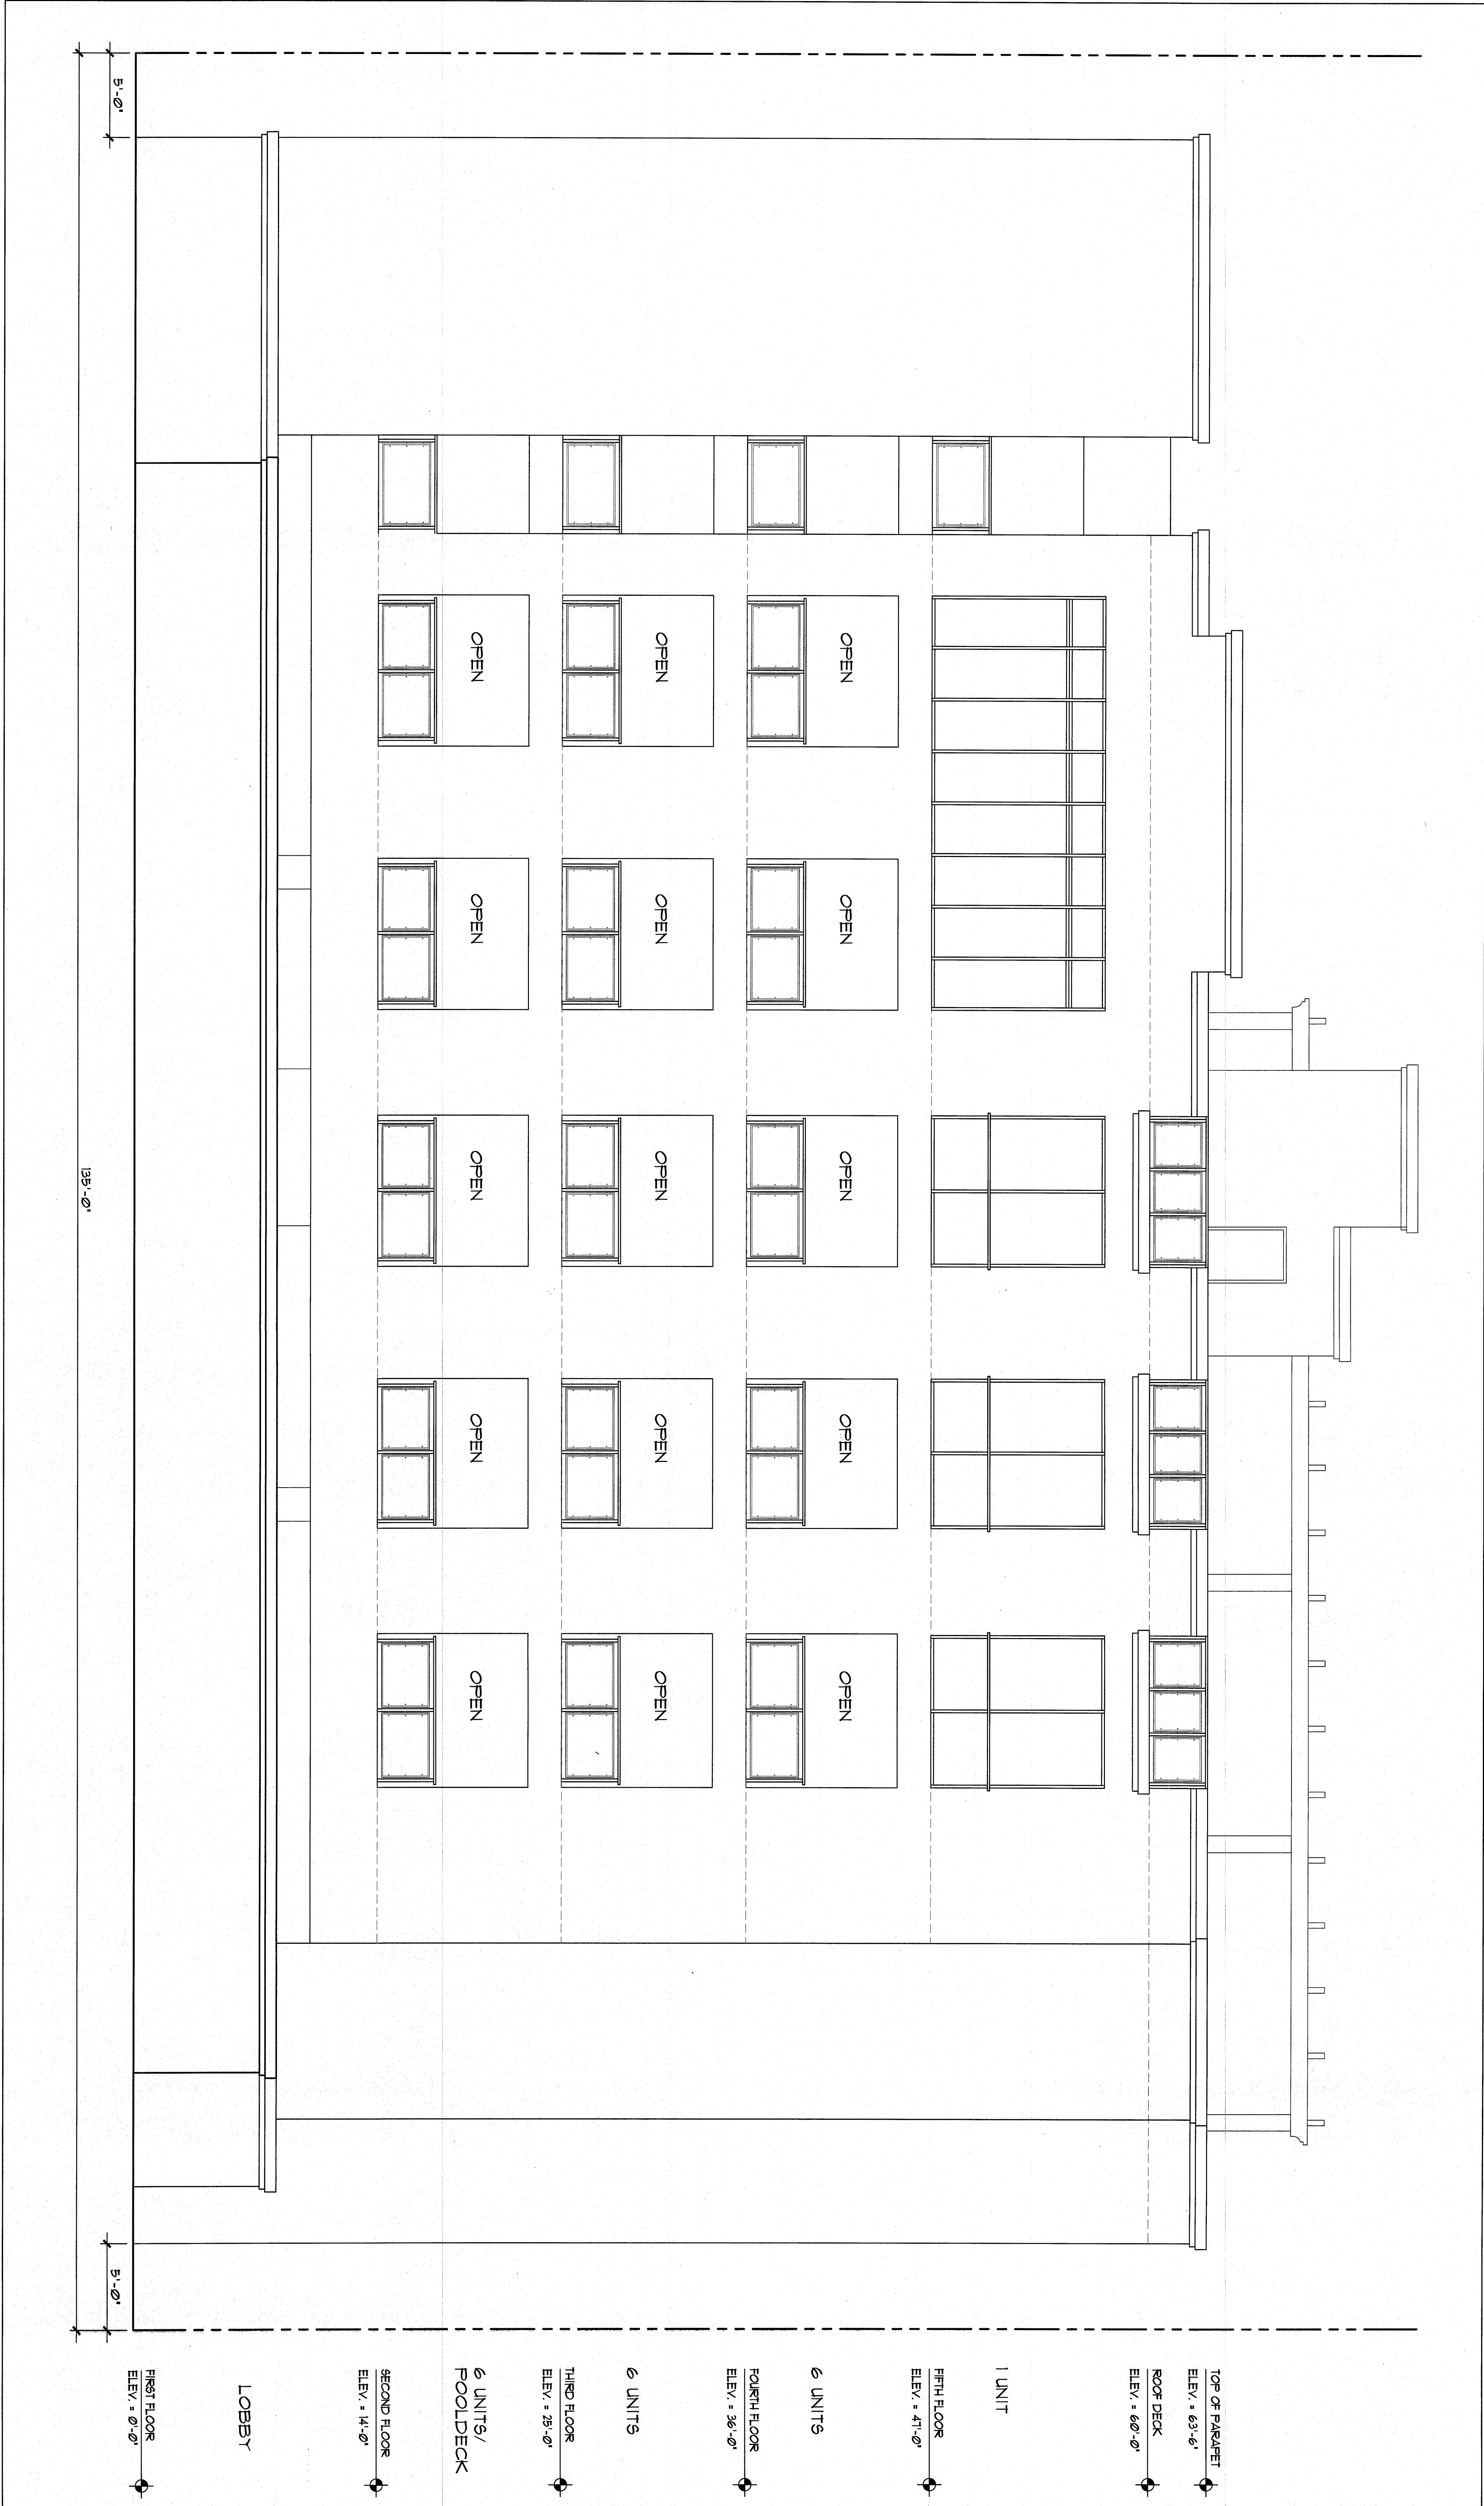 TOP OF PARAPET
ELEV. = 63'-6"
ROOF DECK
ELEV. = 60'-0"
1 UNIT
FIFTH FLOOR
ELEV. = 47'-0"
OPEN OPEN OPEN OPEN OPEN
6 UNITS
FOURTH FLOOR
ELEV. = 36'-0"
OPEN OPEN OPEN OPEN OPEN
6 UNITS
THIRD FLOOR
ELEV. = 25'-0"
OPEN OPEN OPEN OPEN OPEN
6 UNITS/
POOLDECK
SECOND FLOOR
ELEV. = 14'-0"
LOBBY
FIRST FLOOR
ELEV. = 0'-0"
5'-0" 5'-0"
135'-0"